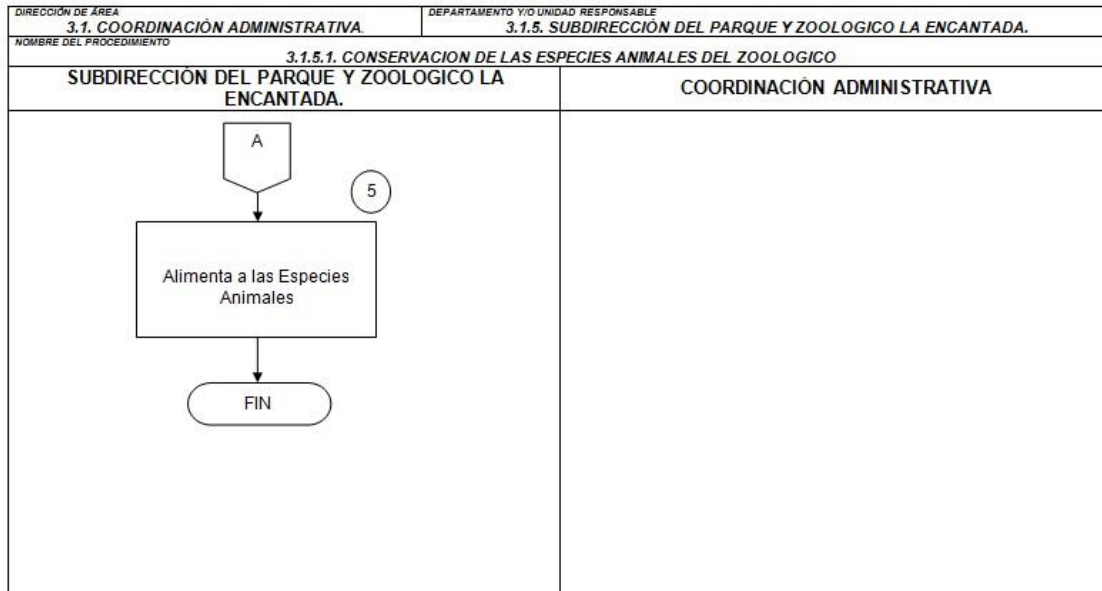 DIRECCIÓN DE ÁREA
3.1. COORDINACIÓN ADMINISTRATIVA.
DEPARTAMENTO Y/O UNIDAD RESPONSABLE
3.1.5. SUBDIRECCIÓN DEL PARQUE Y ZOOLOGICO LA ENCANTADA.
NOMBRE DEL PROCEDIMIENTO
3.1.5.1. CONSERVACION DE LAS ESPECIES ANIMALES DEL ZOOLOGICO
SUBDIRECCIÓN DEL PARQUE Y ZOOLOGICO LA
ENCANTADA.
COORDINACIÓN ADMINISTRATIVA
A
5
Alimenta a las Especies
Animales
FIN